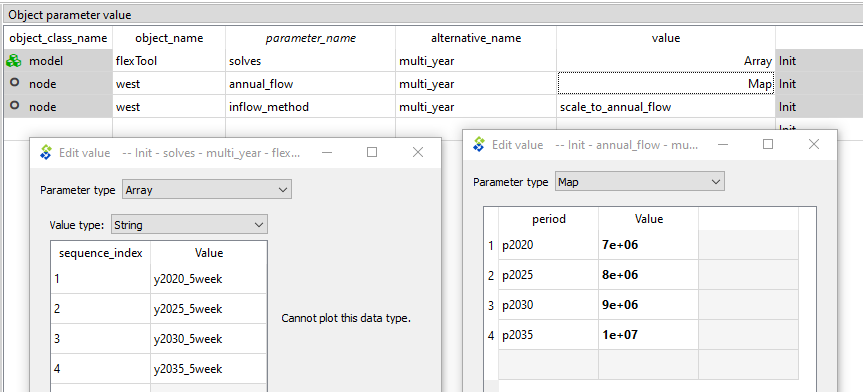 Object parameter value
object_class_name object_name parameter_name alternative_name value
model flexTool solves multi_year Array Init
node west annual_flow multi_year Map Init
node west inflow_method multi_year scale_to_annual_flow Init
Init
Edit value -- Init - solves - multi_year - flex...
Parameter type Array
Value type: String
sequence_index Value
1 y2020_5week
2 y2025_5week
3 y2030_5week
4 y2035_5week
Cannot plot this data type.
Edit value -- Init - annual_flow - mu...
Parameter type Map
period Value
1 p2020 7e+06
2 p2025 8e+06
3 p2030 9e+06
4 p2035 1e+07